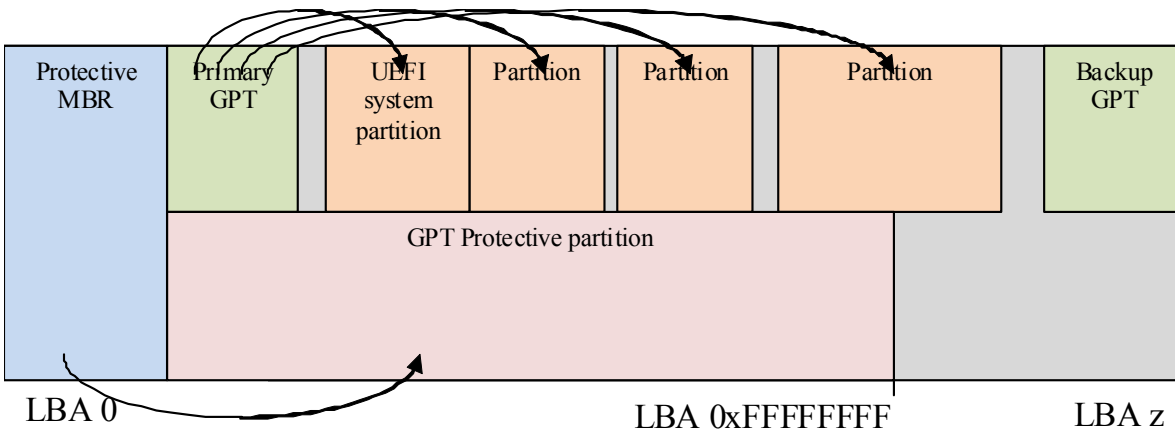 Protective
MBR
Primary
GPT
UEFI
system
partition
Partition
Partition
Partition
Backup
GPT
GPT Protective partition
LBA 0
LBA 0xFFFFFFFF
LBA z